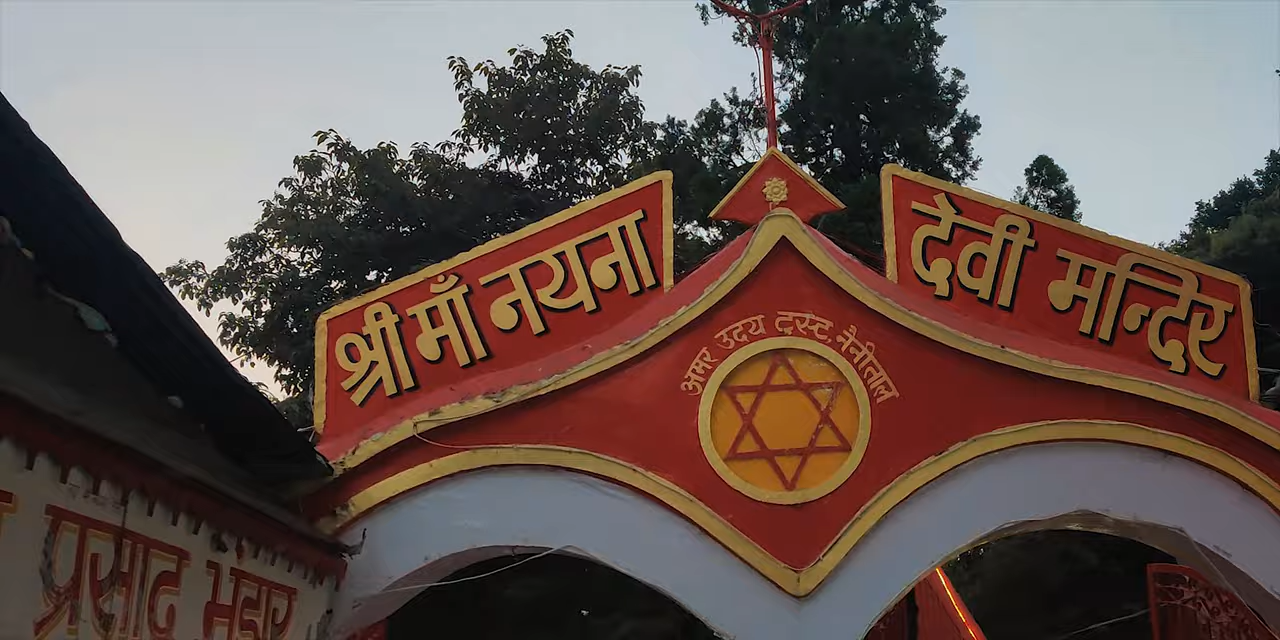 श्री माँ नयना देवी मन्दिर
अमर उदय ट्रस्ट, नैनीताल
प्रसाद भंडार